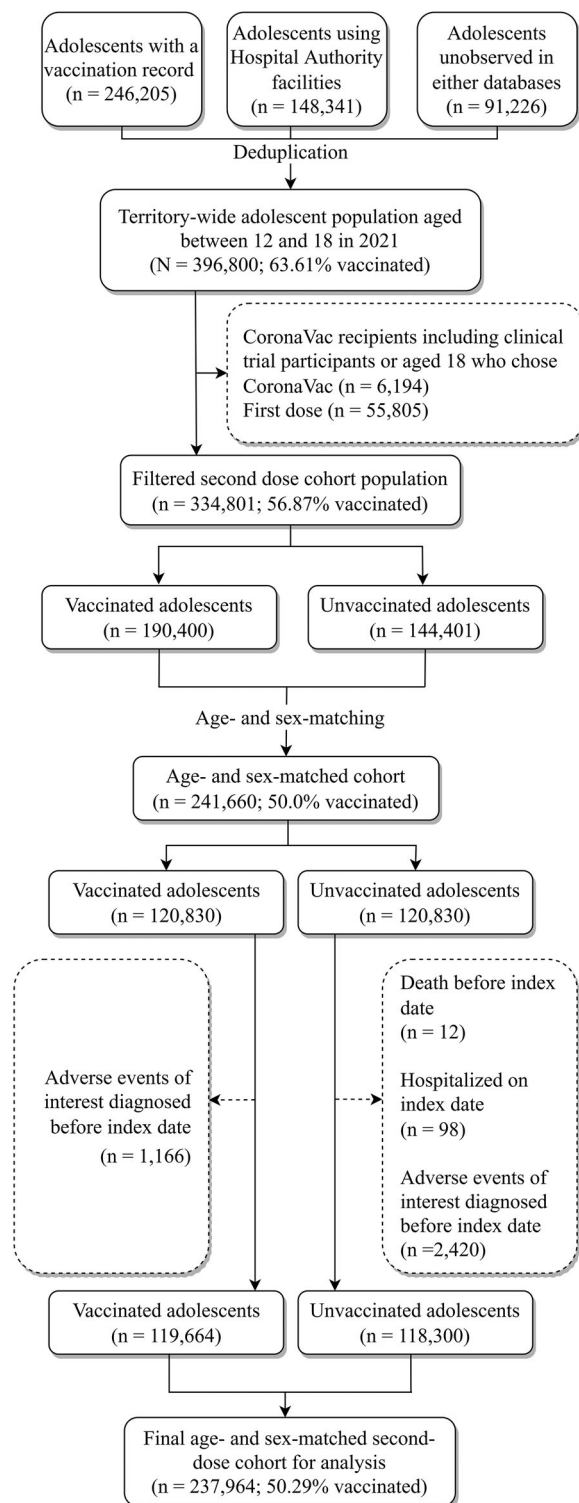 Adolescents with a
vaccination record
(n = 246,205)
Adolescents using
Hospital Authority
facilities
(n = 148,341)
Adolescents
unobserved in
either databases
(n = 91,226)
Deduplication
Territory-wide adolescent population aged
between 12 and 18 in 2021
(N = 396,800; 63.61% vaccinated)
CoronaVac recipients including clinical
trial participants or aged 18 who chose
CoronaVac (n = 6,194)
First dose (n = 55,805)
Filtered second dose cohort population
(n = 334,801; 56.87% vaccinated)
Vaccinated adolescents
(n = 190,400)
Unvaccinated adolescents
(n = 144,401)
Age- and sex-matching
Age- and sex-matched cohort
(n = 241,660; 50.0% vaccinated)
Vaccinated adolescents
(n = 120,830)
Unvaccinated adolescents
(n = 120,830)
Adverse events of
interest diagnosed
before index date
(n = 1,166)
Death before index
date
(n = 12)
Hospitalized on
index date
(n = 98)
Adverse events of
interest diagnosed
before index date
(n =2,420)
Vaccinated adolescents
(n = 119,664)
Unvaccinated adolescents
(n = 118,300)
Final age- and sex-matched second-
dose cohort for analysis
(n = 237,964; 50.29% vaccinated)